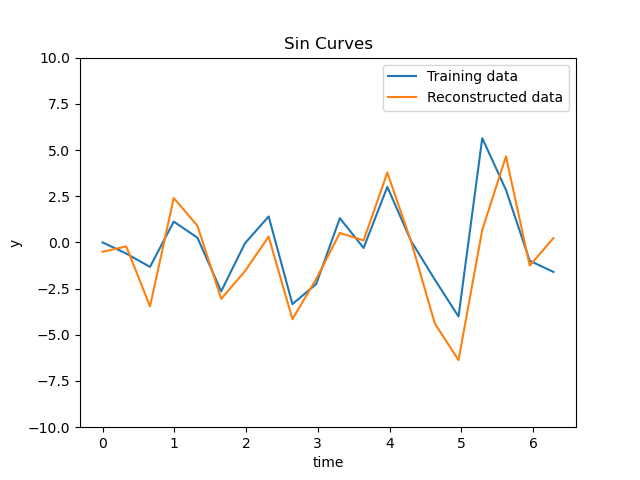 Sin Curves
Training data
Reconstructed data
10.0
7.5
5.0
2.5
0.0
−2.5
−5.0
−7.5
−10.0
y
0 1 2 3 4 5 6
time